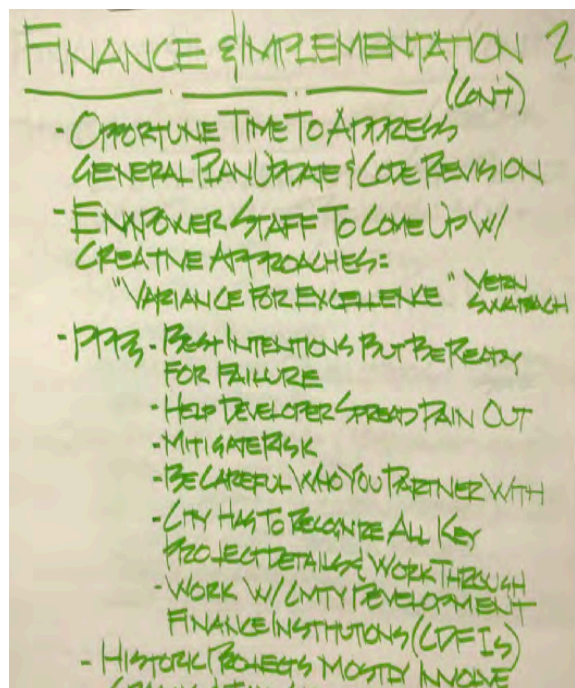 FINANCE & IMPLEMENTATION 2
(CON'T)
- OPPORTUNE TIME TO ADDRESS
GENERAL PLAN UPDATE & CODE REVISION
- EMPOWER STAFF TO COME UP W/
CREATIVE APPROACHES:
"VARIANCE FOR EXCELLENCE" VERN
SWABACH
- PPPs - BEST INTENTIONS BUT BE READY
FOR FAILURE
- HELP DEVELOPER SPREAD PAIN OUT
- MITIGATE RISK
- BE CAREFUL WHO YOU PARTNER WITH
- CITY HAS TO RECOGNIZE ALL KEY
PROJECT DETAILS & WORK THROUGH
- WORK W/ CMTY DEVELOPMENT
FINANCE INSTITUTIONS (CDFIs)
- HISTORIC PROJECTS MOSTLY INVOLVE